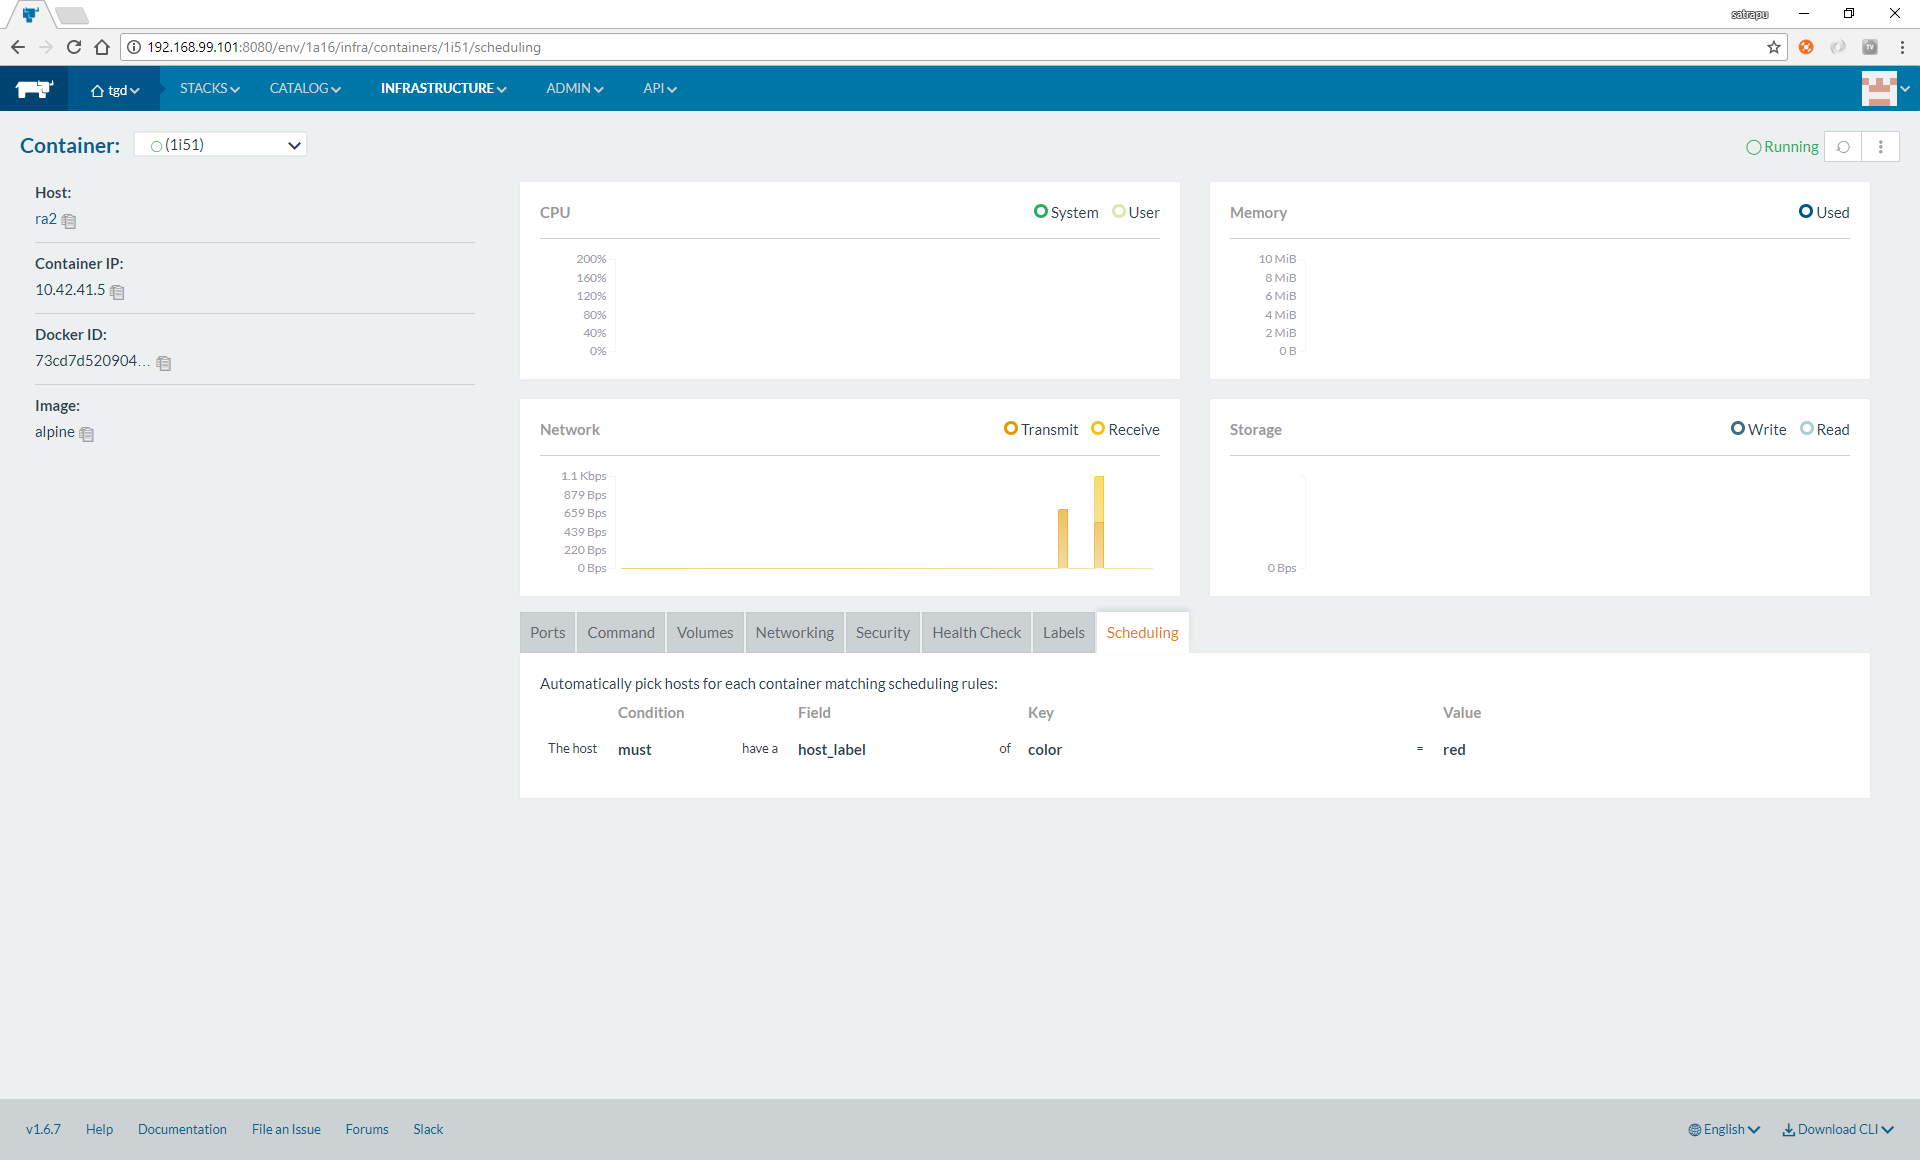 satrapu
192.168.99.101:8080/env/1a16/infra/containers/1i51/scheduling
tgd STACKS CATALOG INFRASTRUCTURE ADMIN API
Container: (1i51) Running
Host:
ra2
Container IP:
10.42.41.5
Docker ID:
73cd7d520904...
Image:
alpine
CPU System User
200%
160%
120%
80%
40%
0%
Memory Used
10 MiB
8 MiB
6 MiB
4 MiB
2 MiB
0 B
Network Transmit Receive
1.1 Kbps
879 Bps
659 Bps
439 Bps
220 Bps
0 Bps
Storage Write Read
0 Bps
Ports Command Volumes Networking Security Health Check Labels Scheduling
Automatically pick hosts for each container matching scheduling rules:
Condition Field Key Value
The host must have a host_label of color = red
v1.6.7 Help Documentation File an Issue Forums Slack English Download CLI